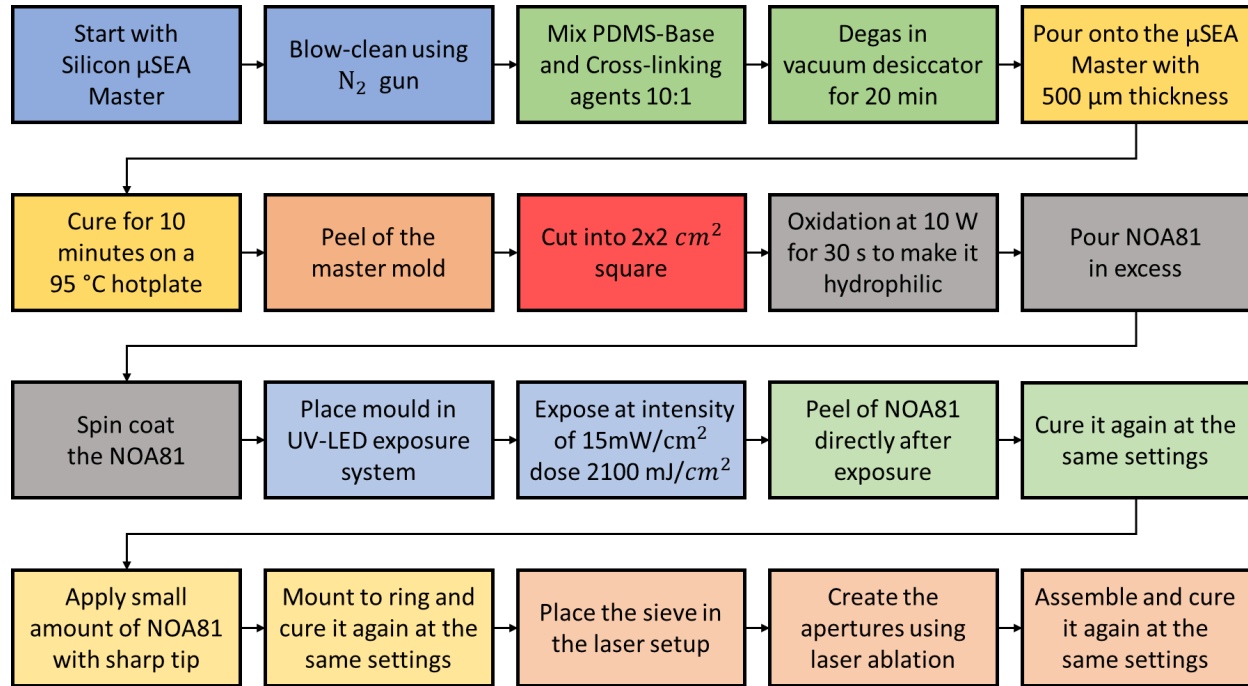 Start with
Silicon μSEA
Master
Blow-clean using
N₂ gun
Mix PDMS-Base
and Cross-linking
agents 10:1
Degas in
vacuum desiccator
for 20 min
Pour onto the μSEA
Master with
500 μm thickness
Cure for 10
minutes on a
95 °C hotplate
Peel of the
master mold
Cut into 2x2 cm²
square
Oxidation at 10 W
for 30 s to make it
hydrophilic
Pour NOA81
in excess
Spin coat
the NOA81
Place mould in
UV-LED exposure
system
Expose at intensity
of 15mW/cm²
dose 2100 mJ/cm²
Peel of NOA81
directly after
exposure
Cure it again at the
same settings
Apply small
amount of NOA81
with sharp tip
Mount to ring and
cure it again at the
same settings
Place the sieve in
the laser setup
Create the
apertures using
laser ablation
Assemble and cure
it again at the
same settings